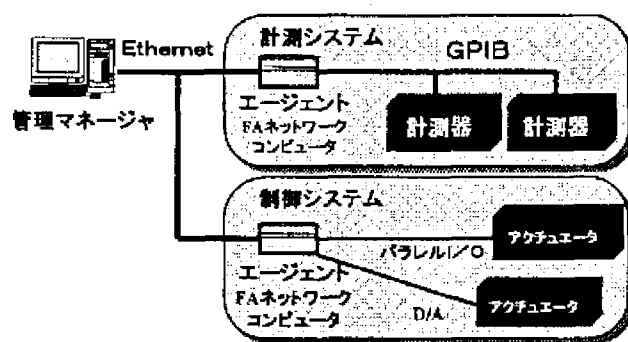 Ethernet
管理マネージャ
計測システム
GPIB
エージェント
FAネットワーク
コンピュータ
計測器
計測器
制御システム
エージェント
FAネットワーク
コンピュータ
パラレルI/O
アクチュエータ
D/A
アクチュエータ